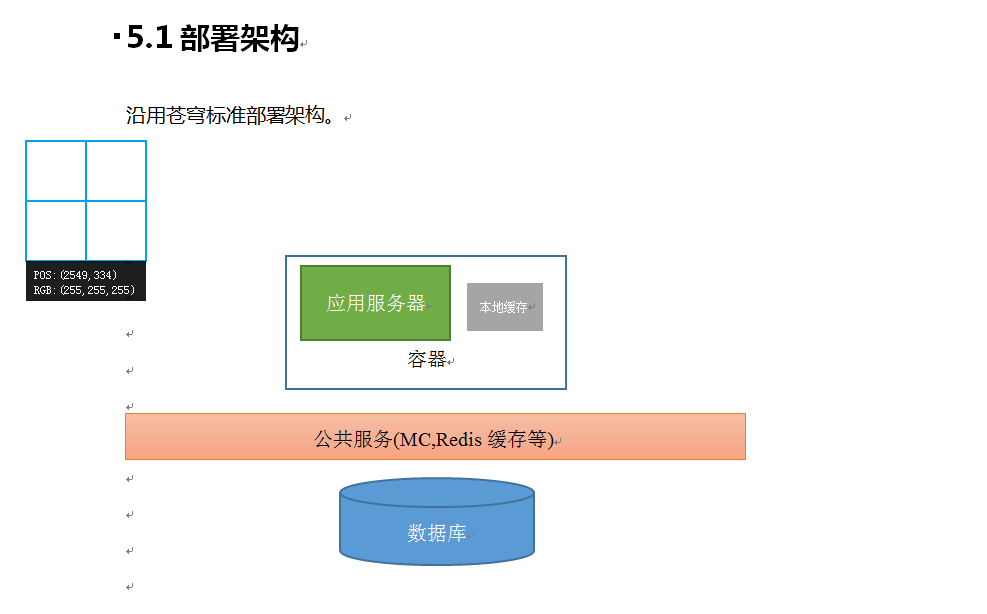 5.1 部署架构
沿用苍穹标准部署架构。
POS:(2549,334)
RGB:(255,255,255)
应用服务器
本地缓存
容器
公共服务(MC,Redis 缓存等)
数据库